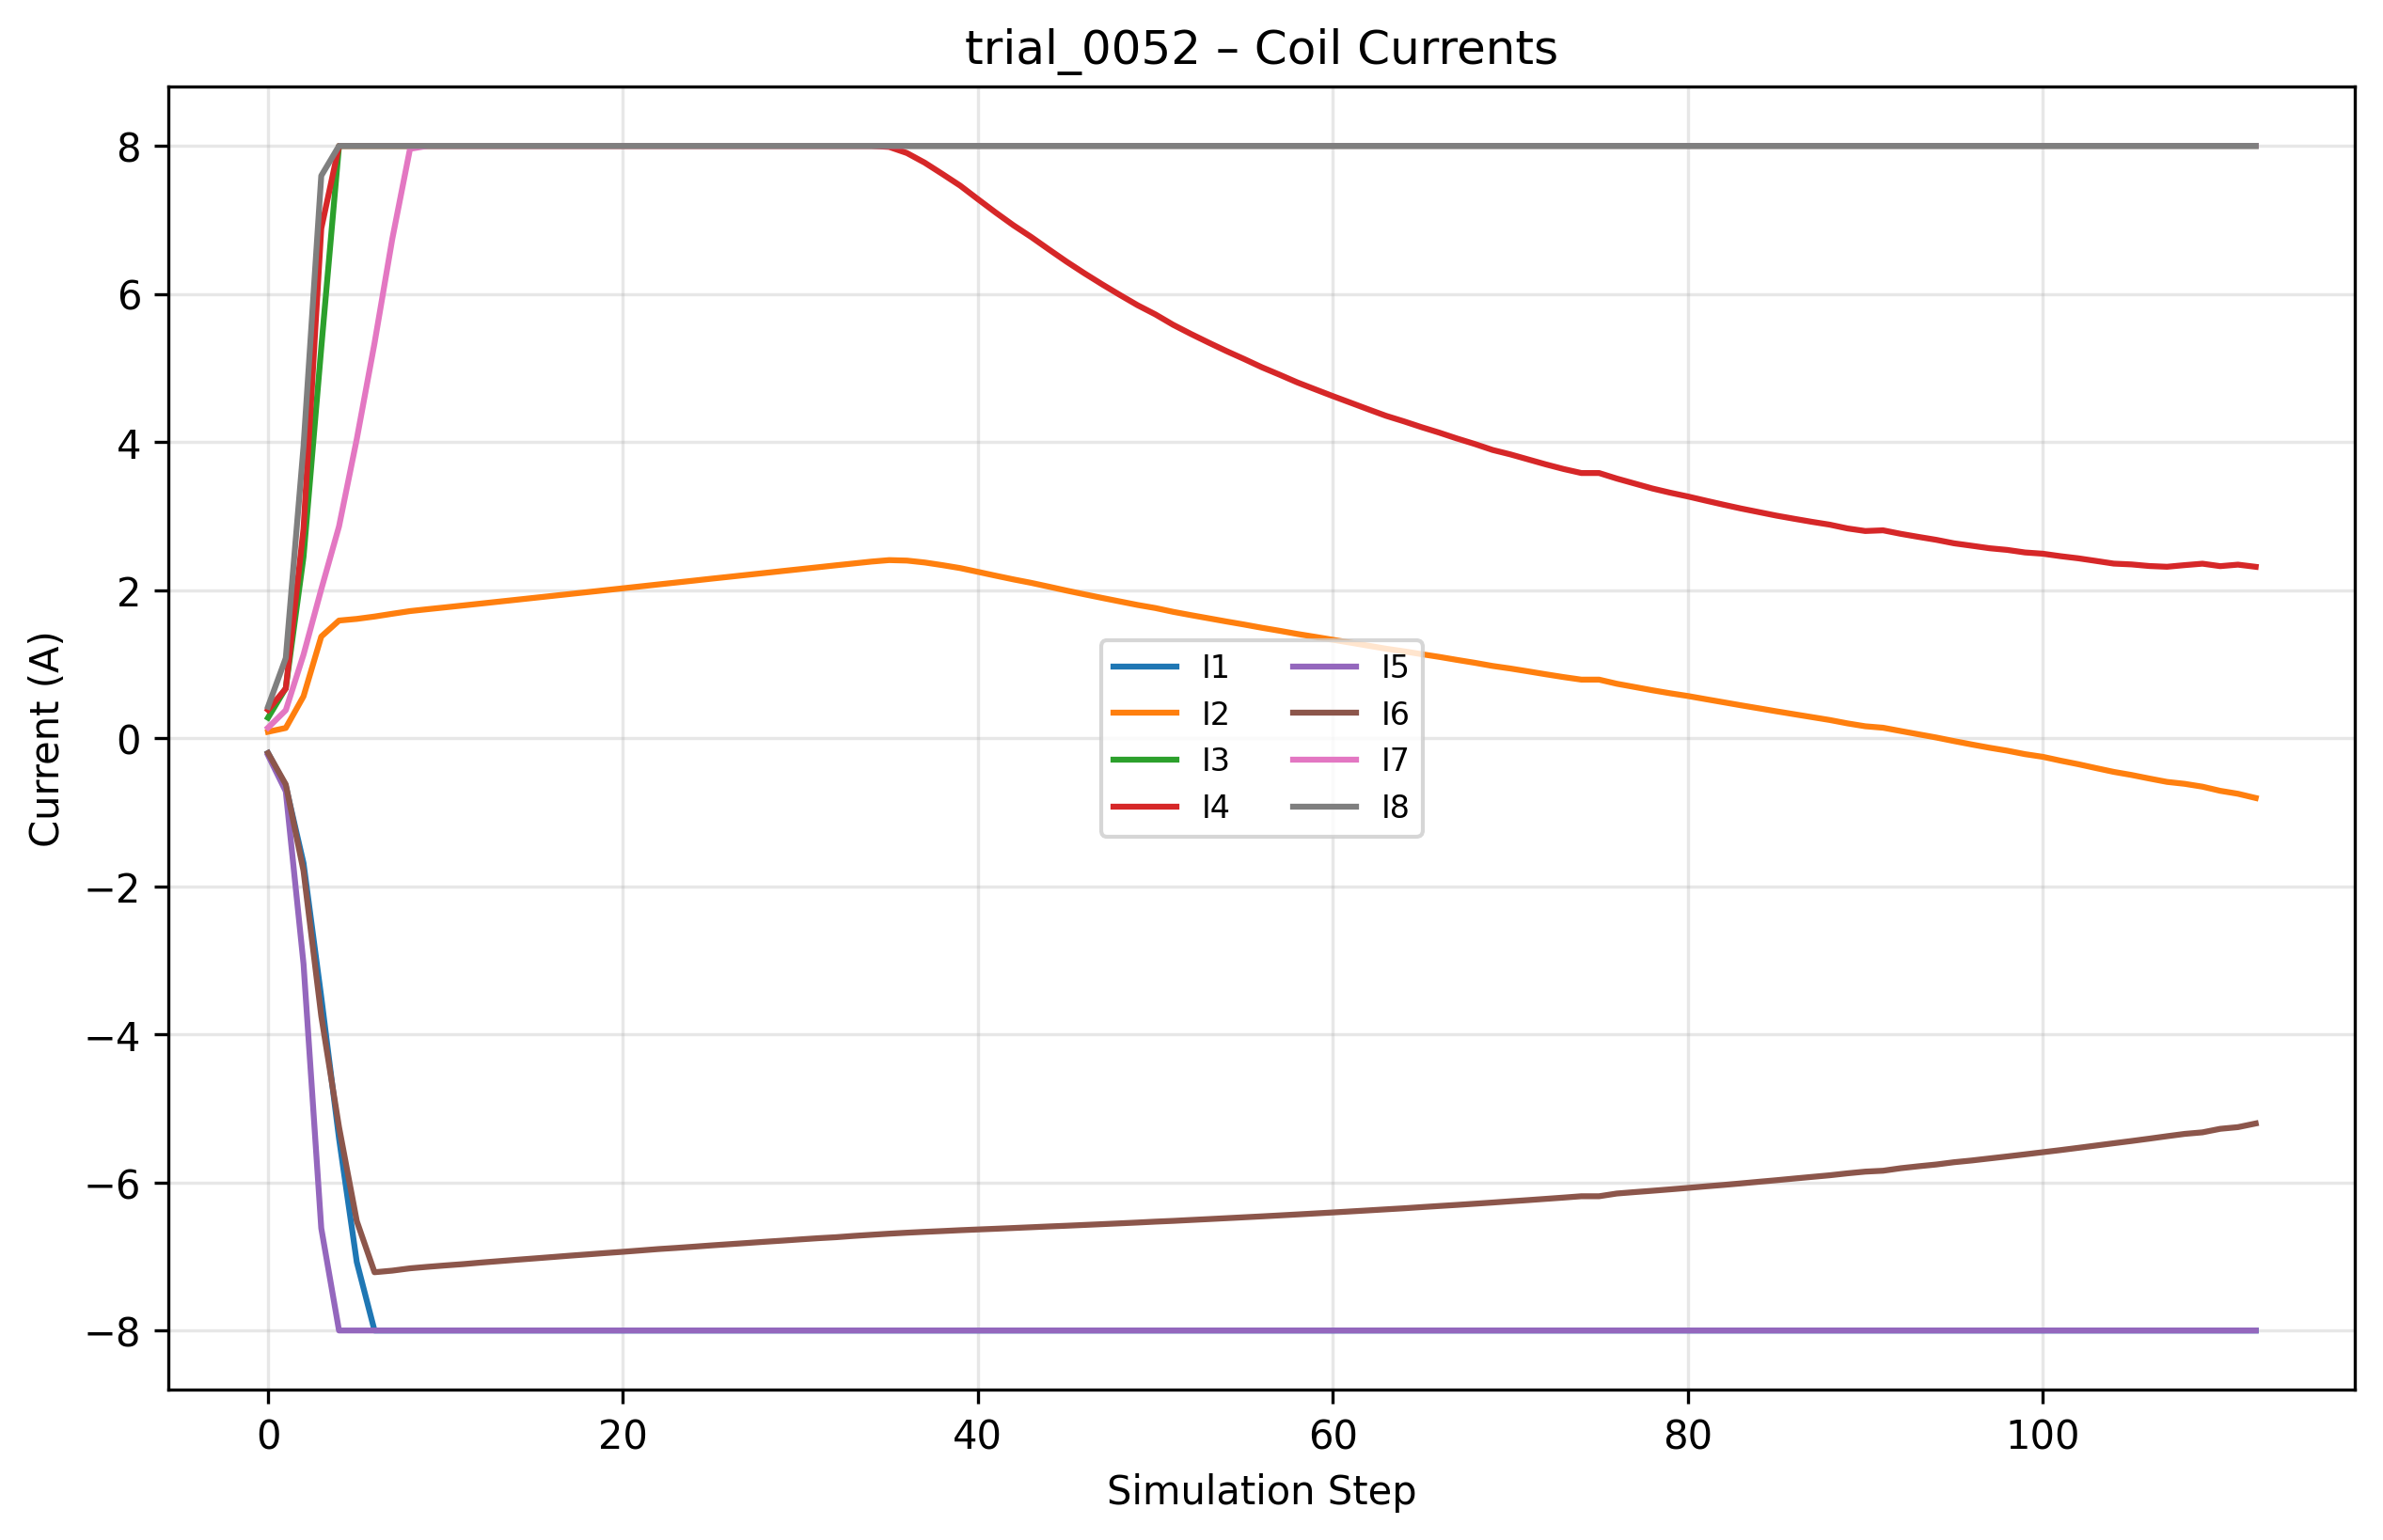 trial_0052 – Coil Currents
Current (A)
8
6
4
2
0
−2
−4
−6
−8
I1
I2
I3
I4
I5
I6
I7
I8
0
20
40
60
80
100
Simulation Step